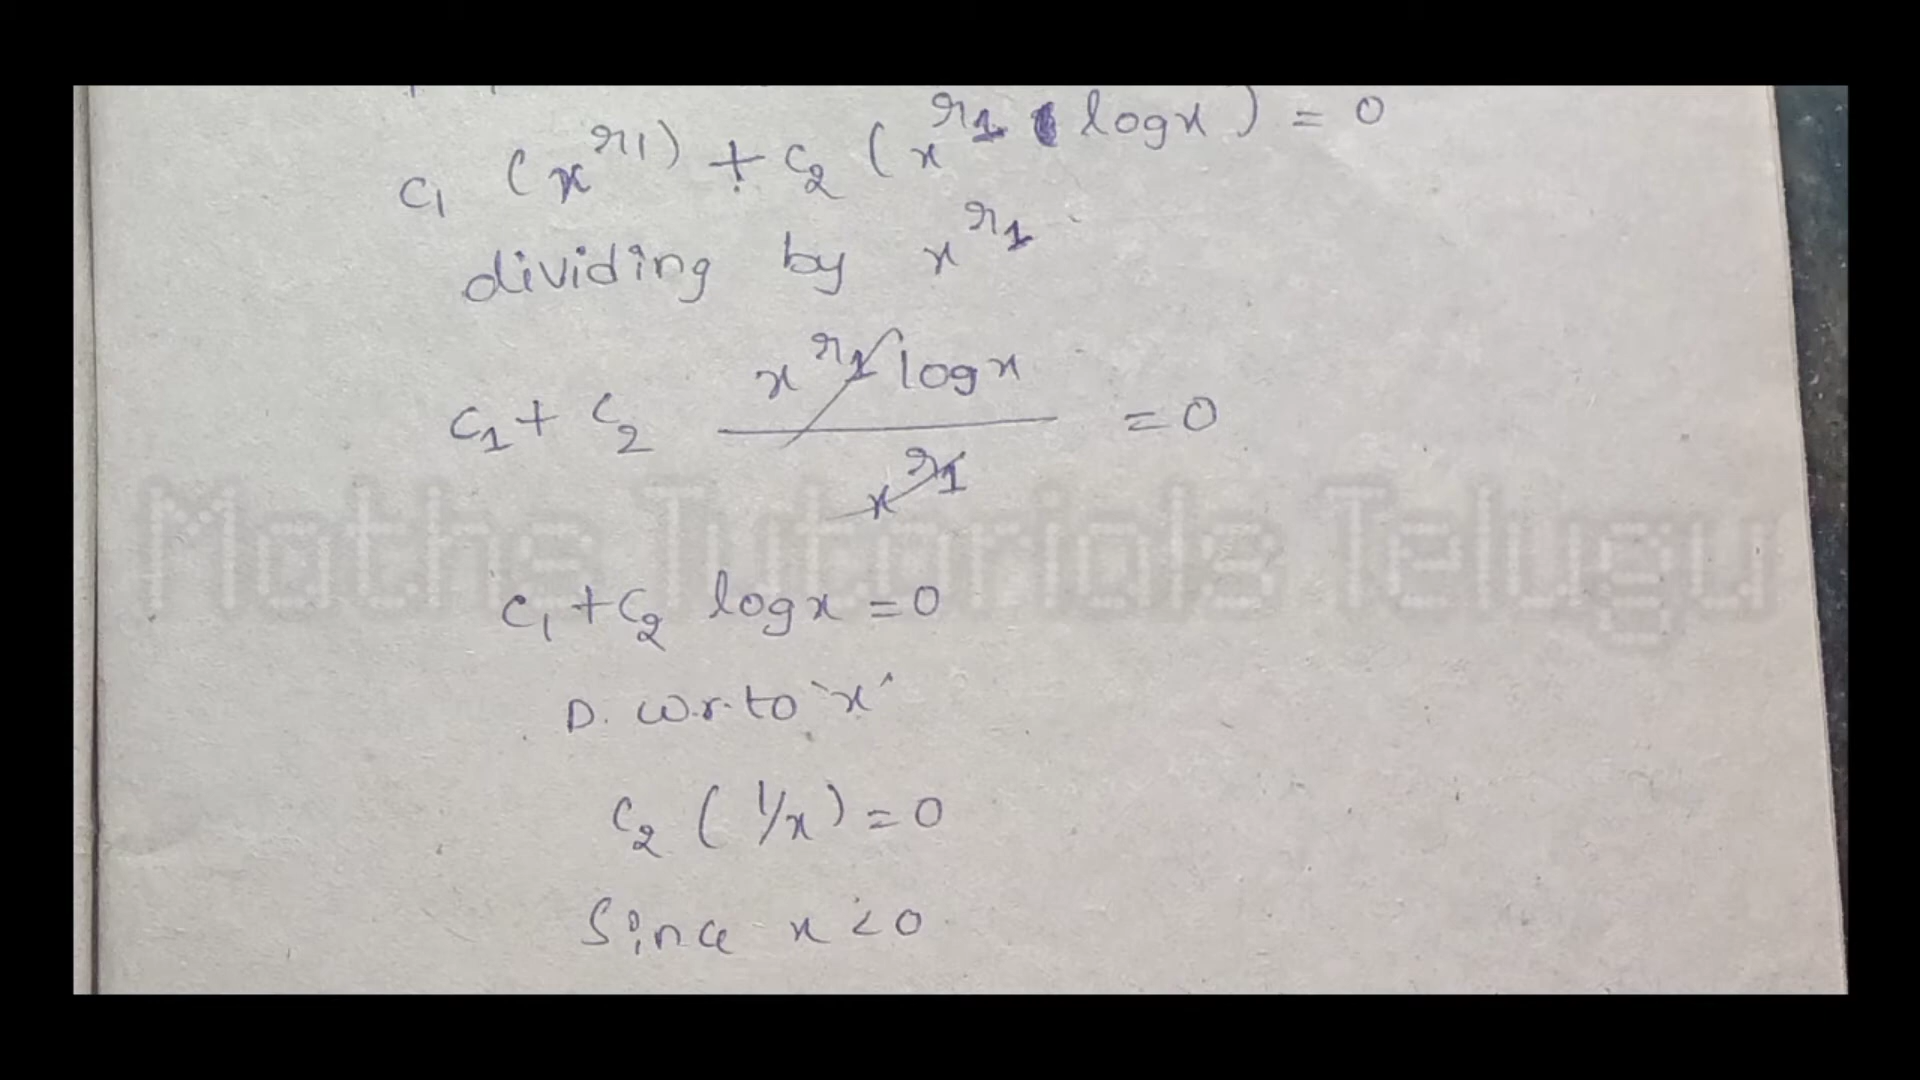 c₁ (x^r₁) + c₂ (x^r₁ log x) = 0
dividing by x^r₁
c₁ + c₂ x^r₁ log x / x^r₁ = 0
Maths Tutorials Telugu
c₁ + c₂ log x = 0
D. w.r. to 'x'
c₂ (1/x) = 0
Since x < 0